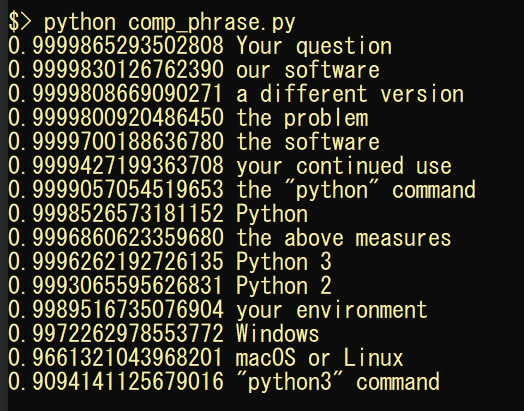 $> python comp_phrase.py
0.9999865293502808 Your question
0.9999830126762390 our software
0.9999808669090271 a different version
0.9999800920486450 the problem
0.9999700188636780 the software
0.9999427199363708 your continued use
0.9999057054519653 the "python" command
0.9998526573181152 Python
0.9996860623359680 the above measures
0.9996262192726135 Python 3
0.9993065595626831 Python 2
0.9989516735076904 your environment
0.9972262978553772 Windows
0.9661321043968201 macOS or Linux
0.9094141125679016 "python3" command